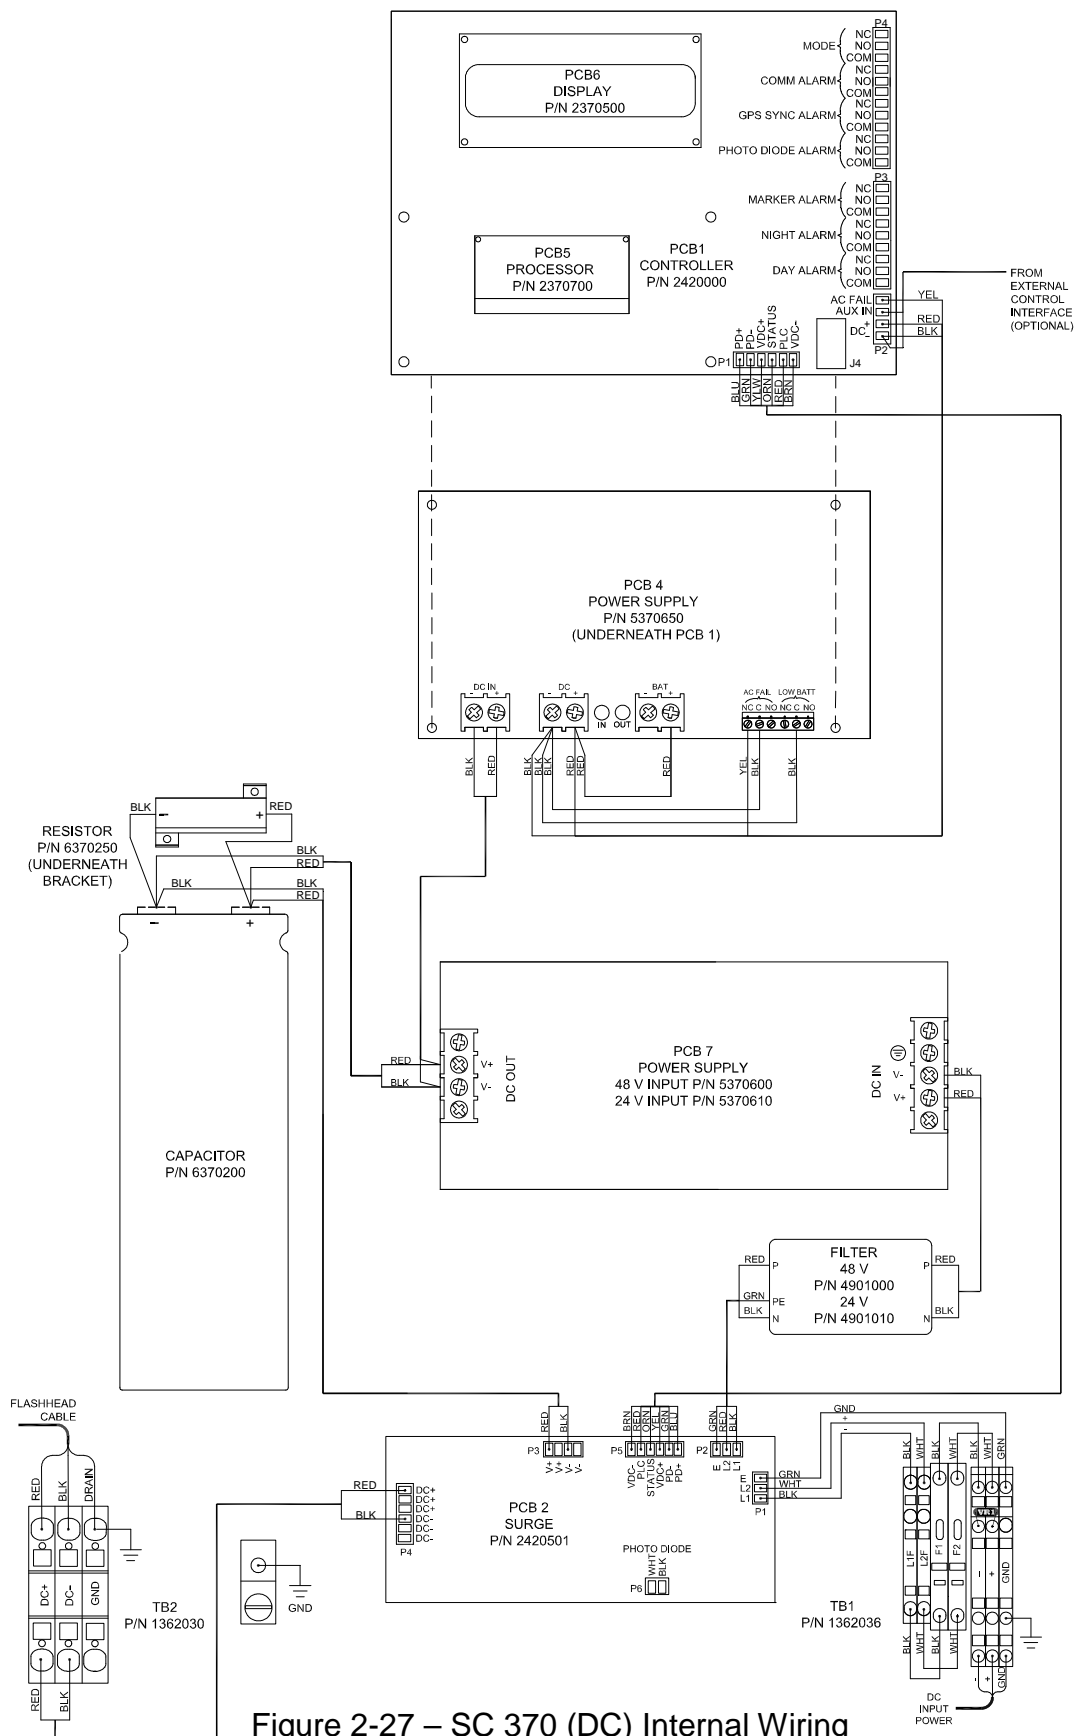 P4
NC
MODE
NO
COM
NC
COMM ALARM
NO
COM
NC
GPS SYNC ALARM
NO
COM
NC
PHOTO DIODE ALARM
NO
COM
PCB6
DISPLAY
P/N 2370500
P3
NC
MARKER ALARM
NO
COM
NC
NIGHT ALARM
NO
COM
NC
DAY ALARM
NO
COM
PCB5
PROCESSOR
P/N 2370700
PCB1
CONTROLLER
P/N 2420000
AC FAIL
AUX IN
DC
+
-
P2
YEL
RED
BLK
FROM
EXTERNAL
CONTROL
INTERFACE
(OPTIONAL)
J4
P1
PD+
PD-
VDC+
STATUS
PLC
VDC-
BLU
GRN
YLW
ORN
RED
BRN
PCB 4
POWER SUPPLY
P/N 5370650
(UNDERNEATH PCB 1)
DC IN
- +
DC
- +
IN OUT
BAT
- +
AC FAIL LOW BATT
NC C NO NC C NO
BLK
RED
BLK
BLK
BLK
RED
RED
RED
YEL
BLK
BLK
BLK
- +
RED
RESISTOR
P/N 6370250
(UNDERNEATH
BRACKET)
BLK
RED
BLK
BLK
RED
- +
CAPACITOR
P/N 6370200
RED
BLK
V+
V-
DC OUT
PCB 7
POWER SUPPLY
48 V INPUT P/N 5370600
24 V INPUT P/N 5370610
DC IN
V-
V+
BLK
RED
FILTER
48 V
P/N 4901000
24 V
P/N 4901010
RED
P
GRN
PE
BLK
N
P
RED
N
BLK
FLASHHEAD
CABLE
RED
BLK
DRAIN
DC+
DC-
GND
RED
BLK
TB2
P/N 1362030
GND
RED
BLK
P3
V+
V+
V-
V-
BRN
RED
ORN
YEL
GRN
BLU
P5
VDC-
PLC
STATUS
VDC+
PD-
PD+
GRN
RED
BLK
P2
E
L2
L1
RED
BLK
DC+
DC+
DC+
DC-
DC-
DC-
P4
PCB 2
SURGE
P/N 2420501
PHOTO DIODE
WHT
BLK
P6
E
L2
L1
P1
GRN
WHT
BLK
GND
+
-
BLK
WHT
BLK
WHT
BLK
WHT
GRN
L1F
L2F
F1
F2
VR1
-
+
GND
BLK
WHT
BLK
WHT
-
+
GND
TB1
P/N 1362036
DC
INPUT
POWER
Figure 2-27 – SC 370 (DC) Internal Wiring